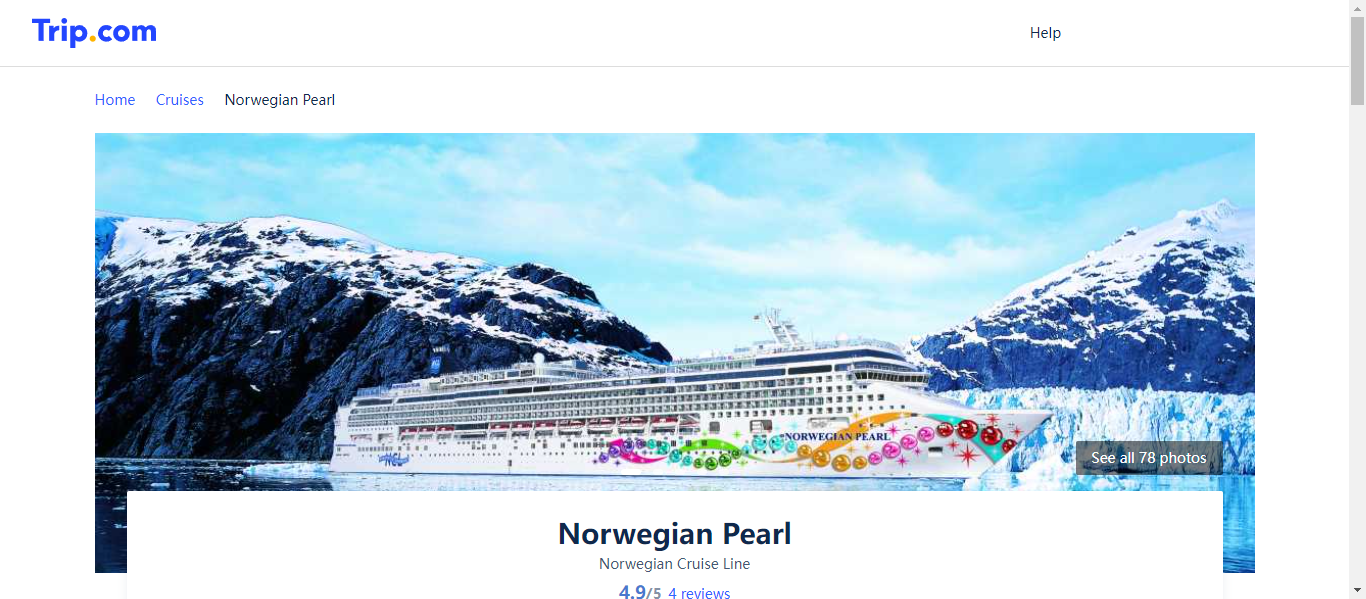 Trip.com
Help
Home Cruises Norwegian Pearl
NORWEGIAN PEARL
NCL
See all 78 photos
Norwegian Pearl
Norwegian Cruise Line
4.9/5 4 reviews